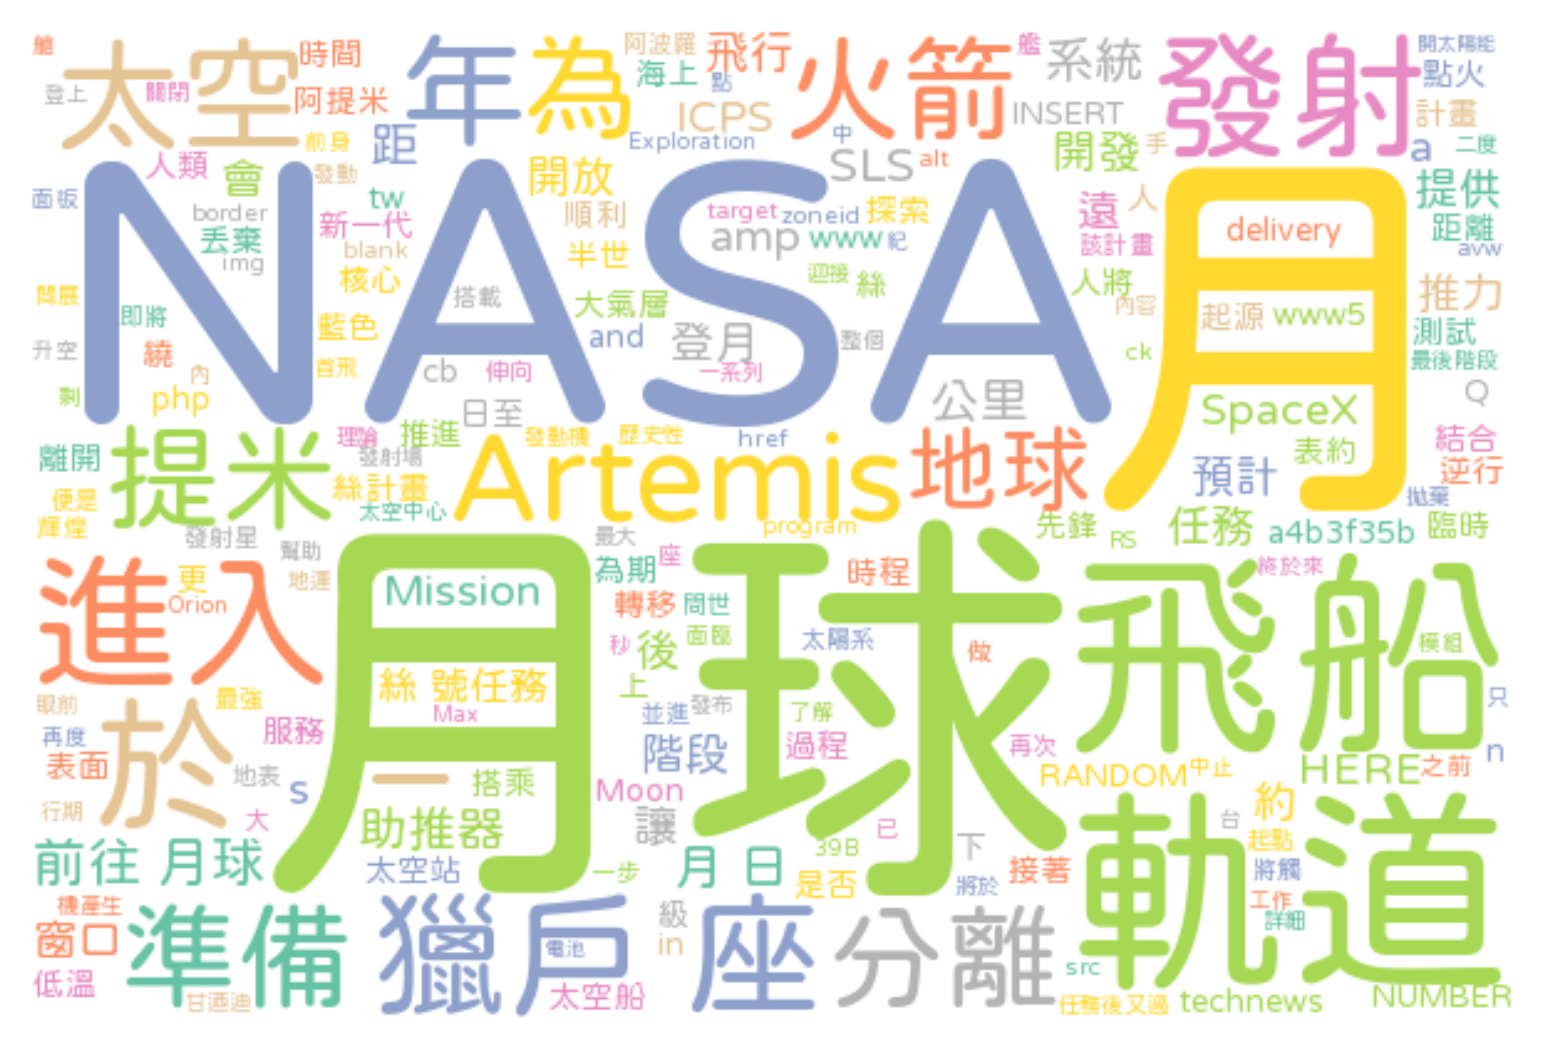 艙 太空 時間 年 為 阿波羅 飛行 火箭 艦 系統 發射 開太陽能
登上 關閉 阿提米 海上 點 點火
前身 距 ICPS INSERT 計畫
人類 會 發動 Exploration 中 開發 手 a 二度
面板 border tw 開放 SLS alt 遠 人 提供
丟棄 新一代 順利 target zoneid 探索 delivery 距離
img blank 半世 amp www 紀 該計畫 avw
NASA 月
問展 核心 搭載 大氣層 迎接 絲 人將 內容 推力
即將 藍色 and 登月 整個 起源 www5 測試
升空 繞 首飛 cb 伸向 一系列 ck 最後階段
剩 內 php 日至 公里 SpaceX Q
離開 提米 理論 推進 發動機 歷史性 href 地球 表約 結合
發射場 絲計畫 Artemis 預計 逆行
便是 太空中心 拋棄
輝煌 發射星 幫助 最大 program 先鋒 RS 任務 a4b3f35b 臨時
進入 更 地運 Mission 為期 座 時程 終於來
Orion 轉移 問世 飛船
月球 秒 後 面臨 太陽系 做 模組
眼前 最強 絲 號任務 上
再度 於 服務 Max 並進 發布 了解 只
表面 地表 一 階段 過程 再次 n
行期 s 搭乘 Moon RANDOM 中止 HERE 之前
大 助推器 讓 已 約 台
前往 月球 太空站 一步 月 日 39B 下 起點 軌道
是否 將於 接著 將觸
機產生 準備 獵戶 級 座 分離 工作
窗口 電池 in 詳細
低溫 甘迺迪 太空船 src 任務後又過 technews NUMBER